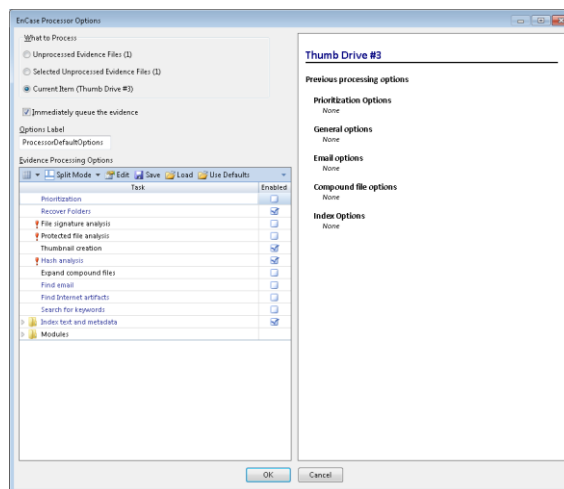 EnCase Processor Options
What to Process
Unprocessed Evidence Files (1)
Selected Unprocessed Evidence Files (1)
Current Item (Thumb Drive #3)
Immediately queue the evidence
Options Label
ProcessorDefaultOptions
Evidence Processing Options
Split Mode Edit Save Load Use Defaults
Task Enabled
Prioritization
Recover Folders
File signature analysis
Protected file analysis
Thumbnail creation
Hash analysis
Expand compound files
Find email
Find Internet artifacts
Search for keywords
Index text and metadata
Modules
Thumb Drive #3
Previous processing options
Prioritization Options
None
General options
None
Email options
None
Compound file options
None
Index Options
None
OK Cancel